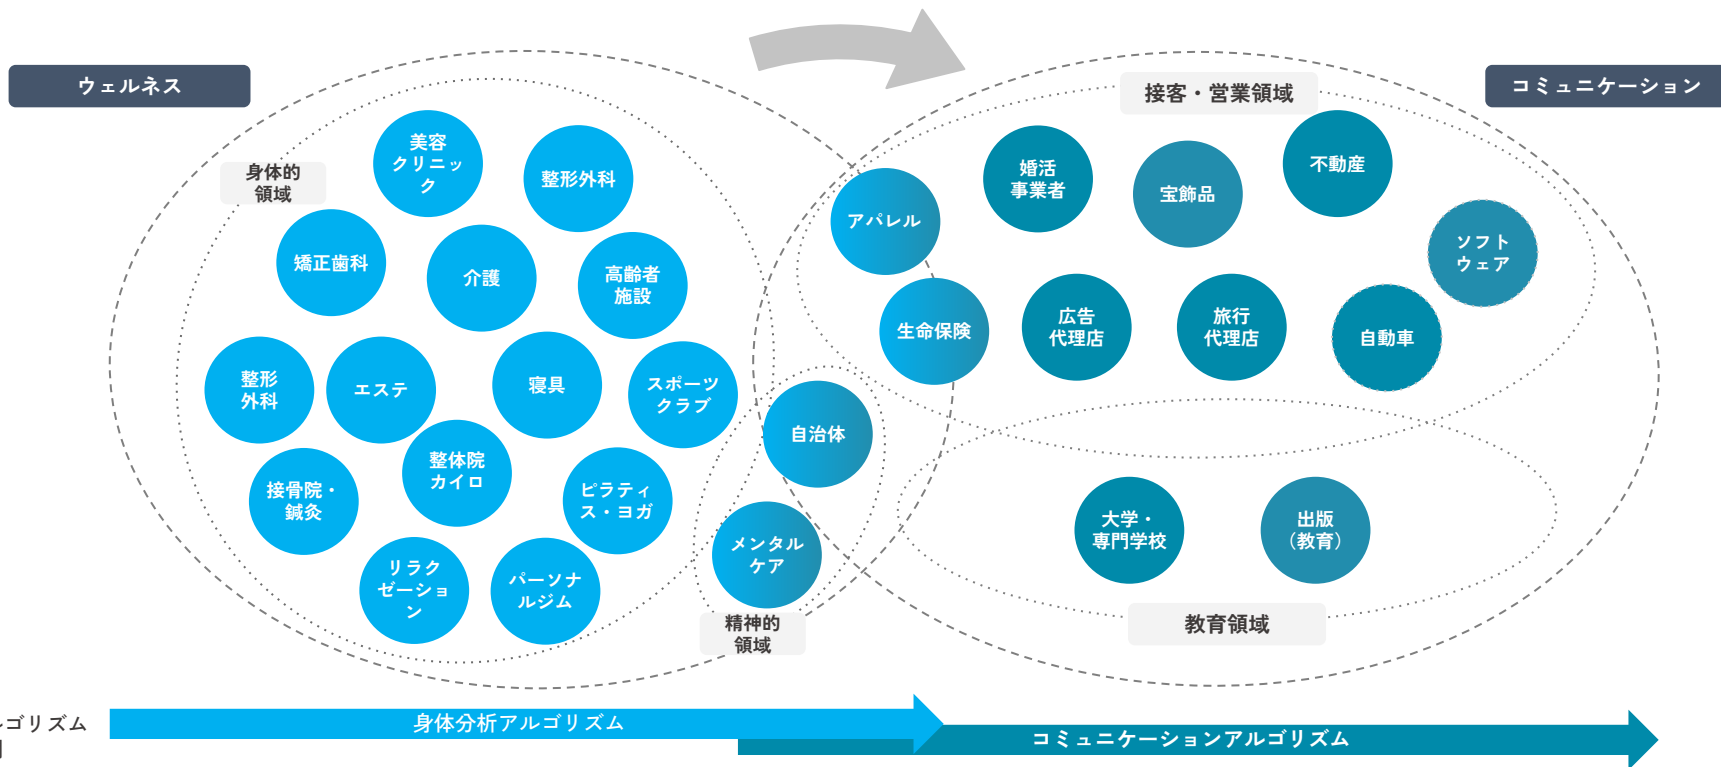 ウェルネス
コミュニケーション
接客・営業領域
身体的
領域
美容
クリニッ
ク
整形外科
矯正歯科
介護
高齢者
施設
整形
外科
エステ
寝具
スポーツ
クラブ
接骨院・
鍼灸
整体院
カイロ
ピラティ
ス・ヨガ
リラク
ゼーショ
ン
パーソナ
ルジム
アパレル
生命保険
自治体
メンタル
ケア
精神的
領域
婚活
事業者
宝飾品
不動産
ソフト
ウェア
広告
代理店
旅行
代理店
自動車
大学・
専門学校
出版
（教育）
教育領域
ルゴリズム
身体分析アルゴリズム
コミュニケーションアルゴリズム